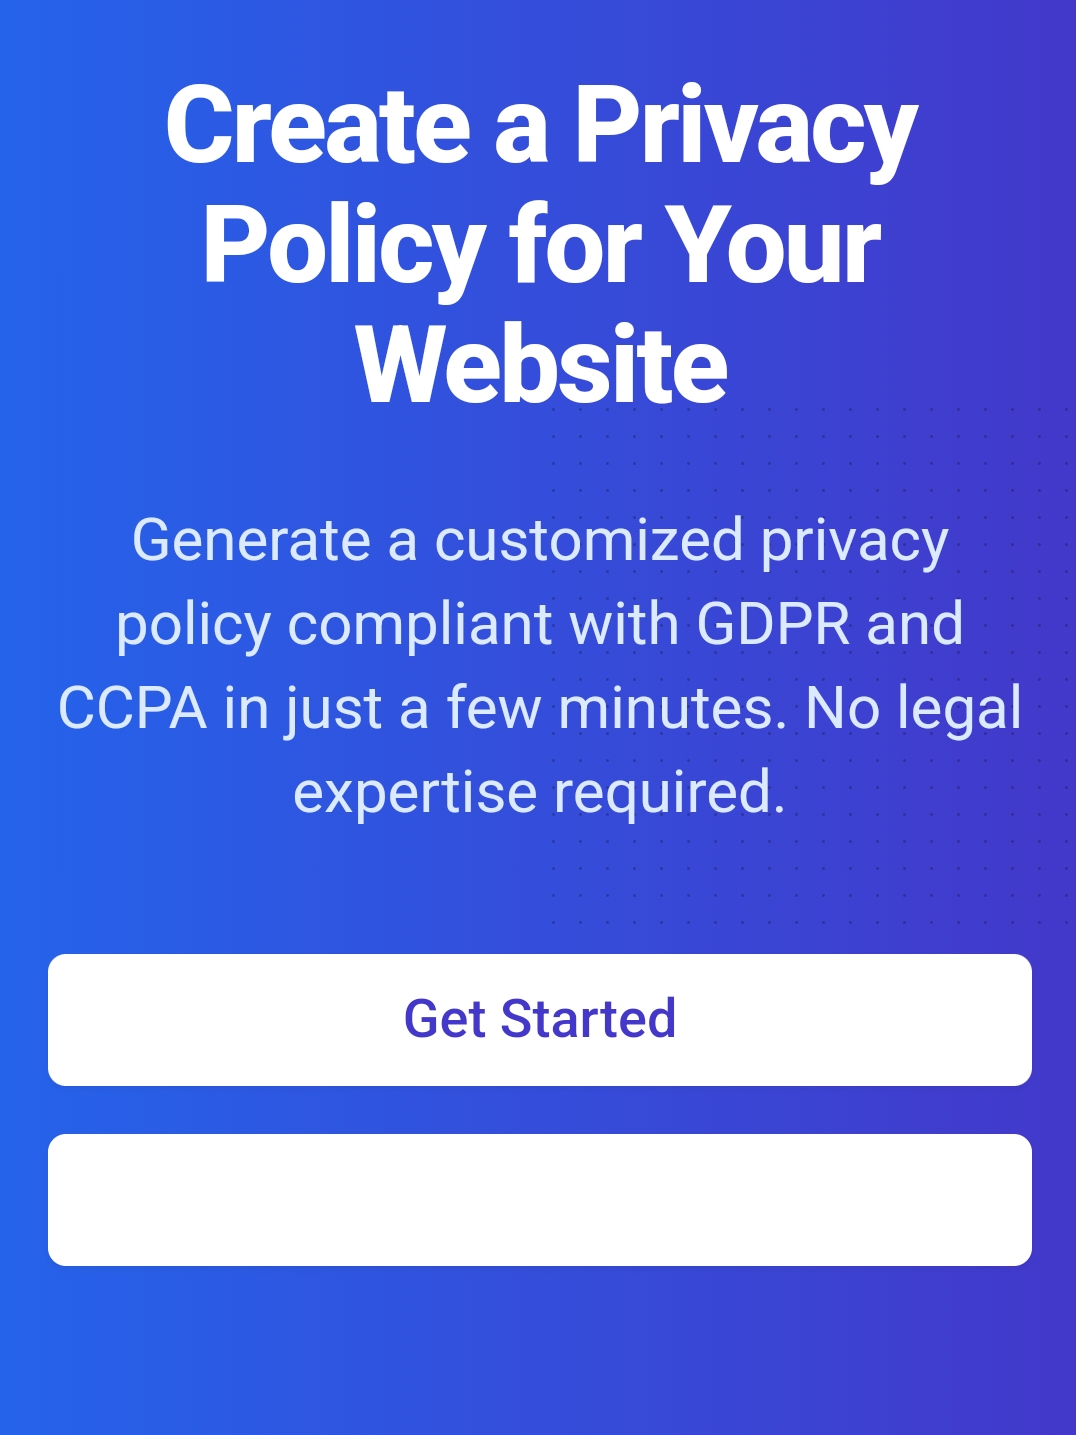 Create a Privacy
Policy for Your
Website
Generate a customized privacy
policy compliant with GDPR and
CCPA in just a few minutes. No legal
expertise required.
Get Started